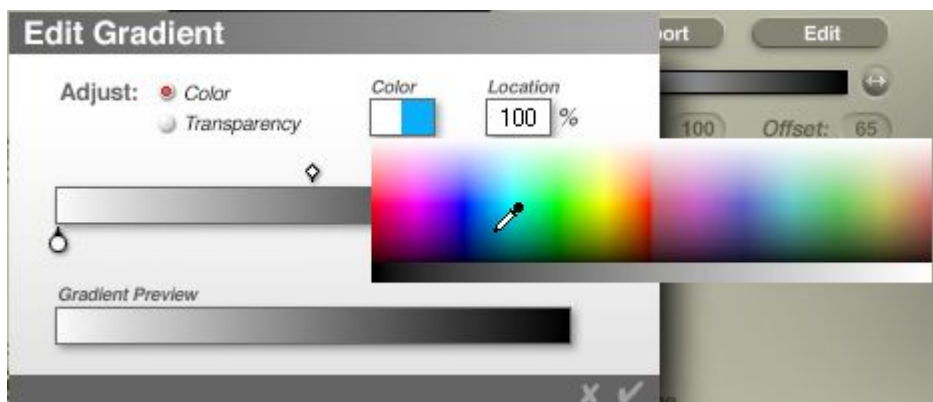 Edit Gradient
ort Edit
Adjust: Color
Transparency
Color
Location
100 %
100 Offset: 65
Gradient Preview